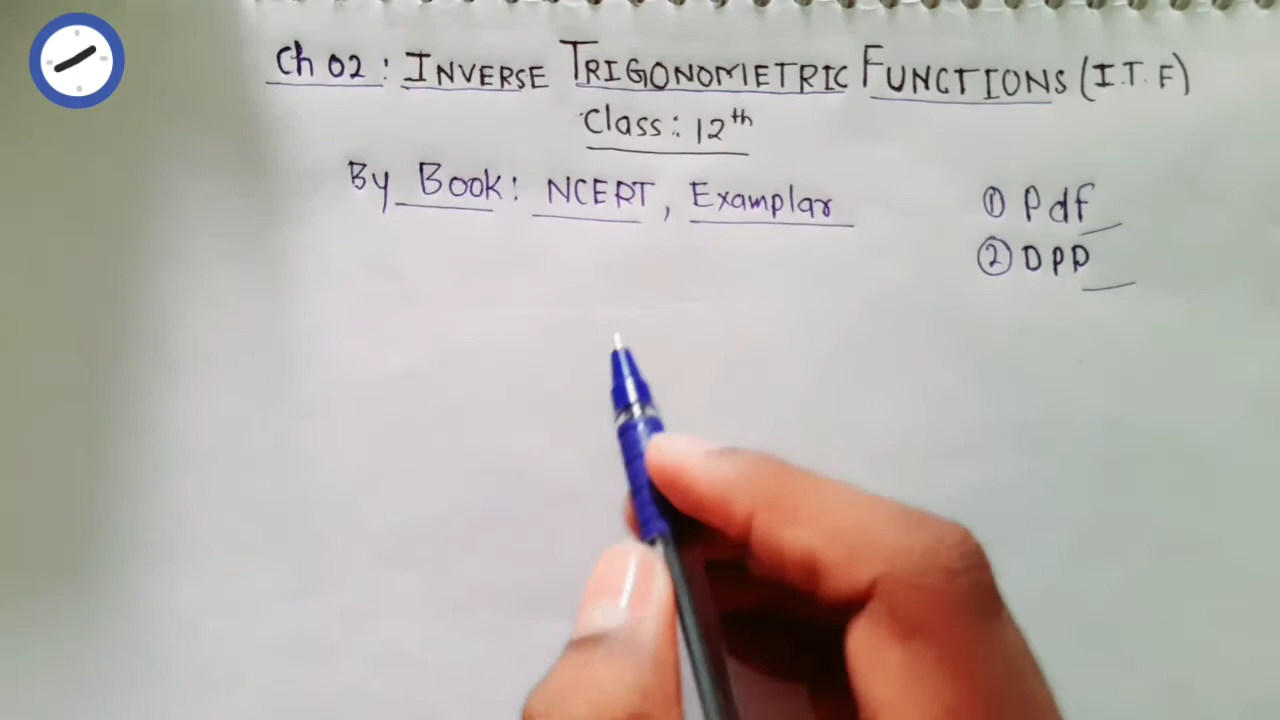 Ch 02: INVERSE TRIGONOMETRIC FUNCTIONS (I.T.F)
Class: 12th
By Book: NCERT, Examplar
① Pdf
② DPP